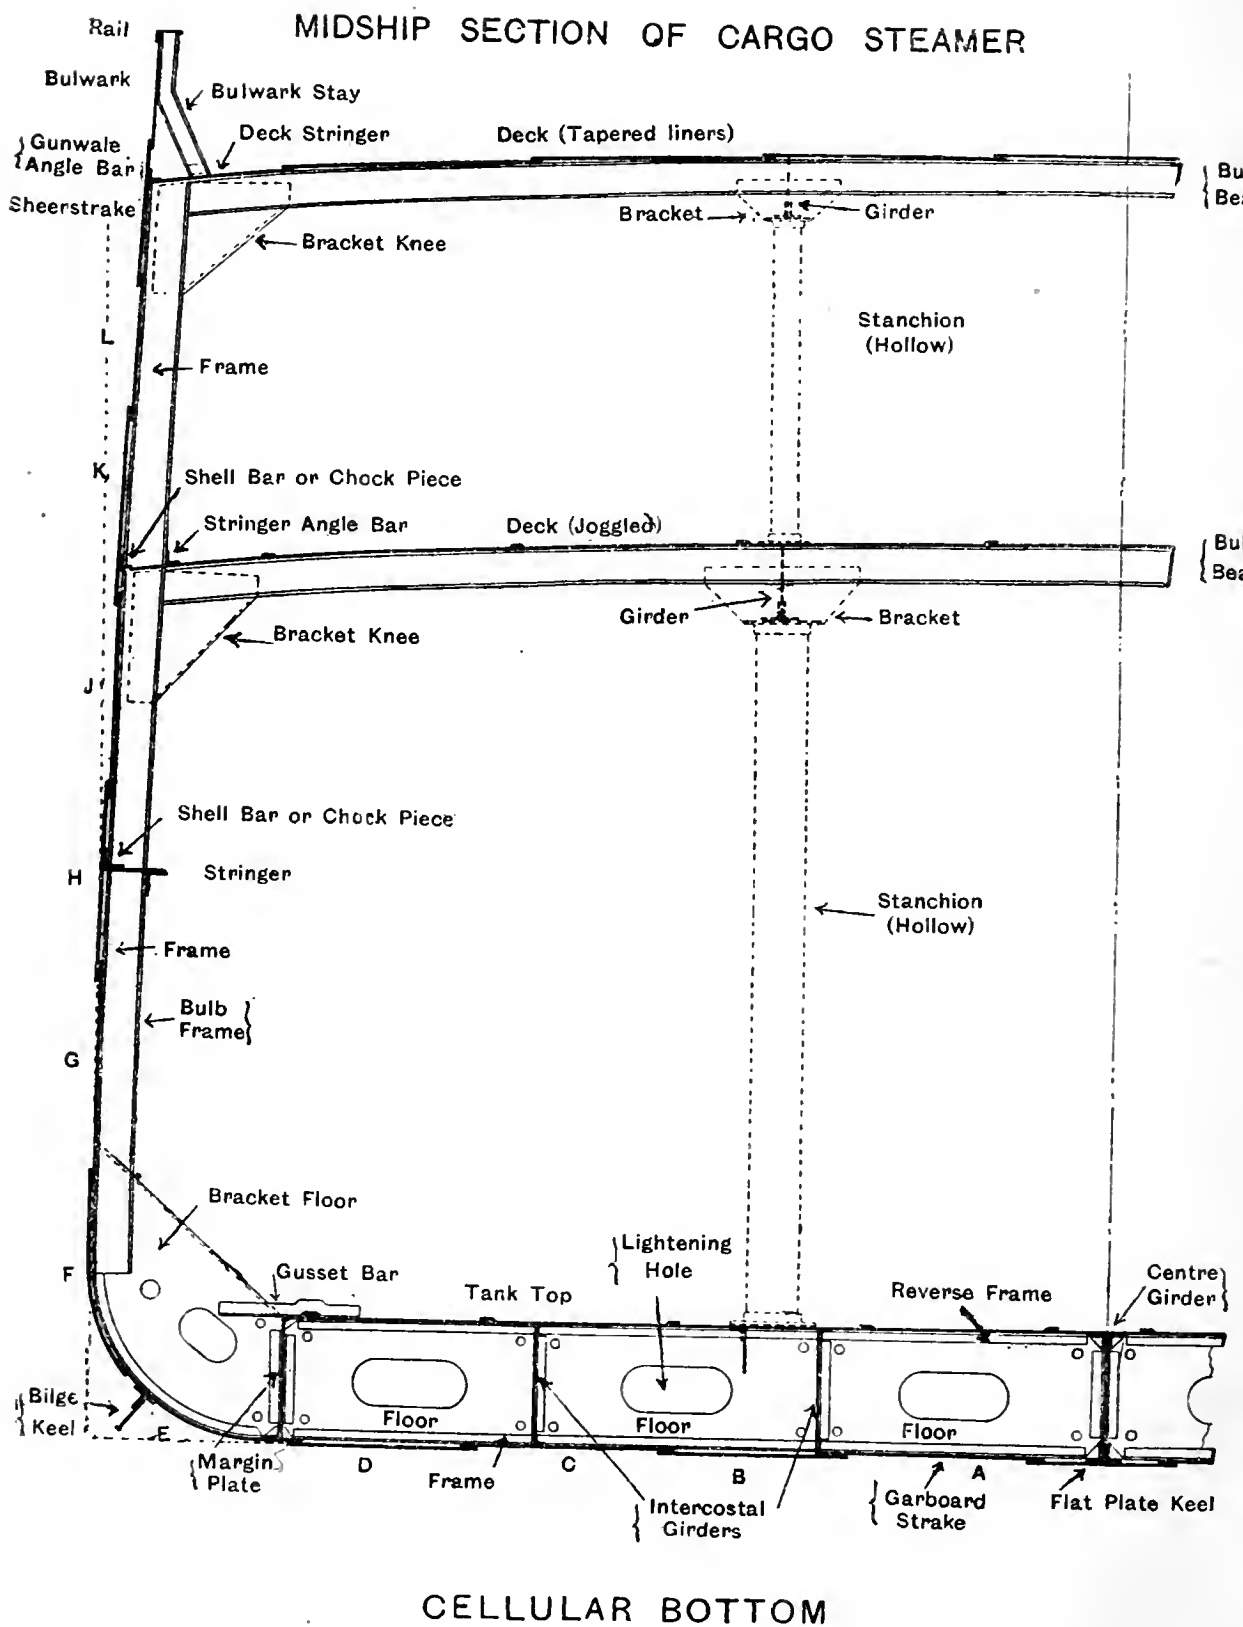 MIDSHIP SECTION OF CARGO STEAMER
Rail
Bulwark
Bulwark Stay
Gunwale
Angle Bar
Deck Stringer
Deck (Tapered liners)
Sheerstrake
Bracket
Girder
Bracket Knee
L
Stanchion
(Hollow)
Frame
K
Shell Bar or Chock Piece
Stringer Angle Bar
Deck (Joggled)
Girder
Bracket
Bracket Knee
J
Shell Bar or Chock Piece
H
Stringer
Stanchion
(Hollow)
Frame
Bulb
Frame
G
Bracket Floor
F
Gusset Bar
Tank Top
Lightening
Hole
Reverse Frame
Centre
Girder
Bilge
Keel
E
Floor
Floor
Floor
Margin
Plate
D
Frame
C
B
A
Intercostal
Girders
Garboard
Strake
Flat Plate Keel
CELLULAR BOTTOM